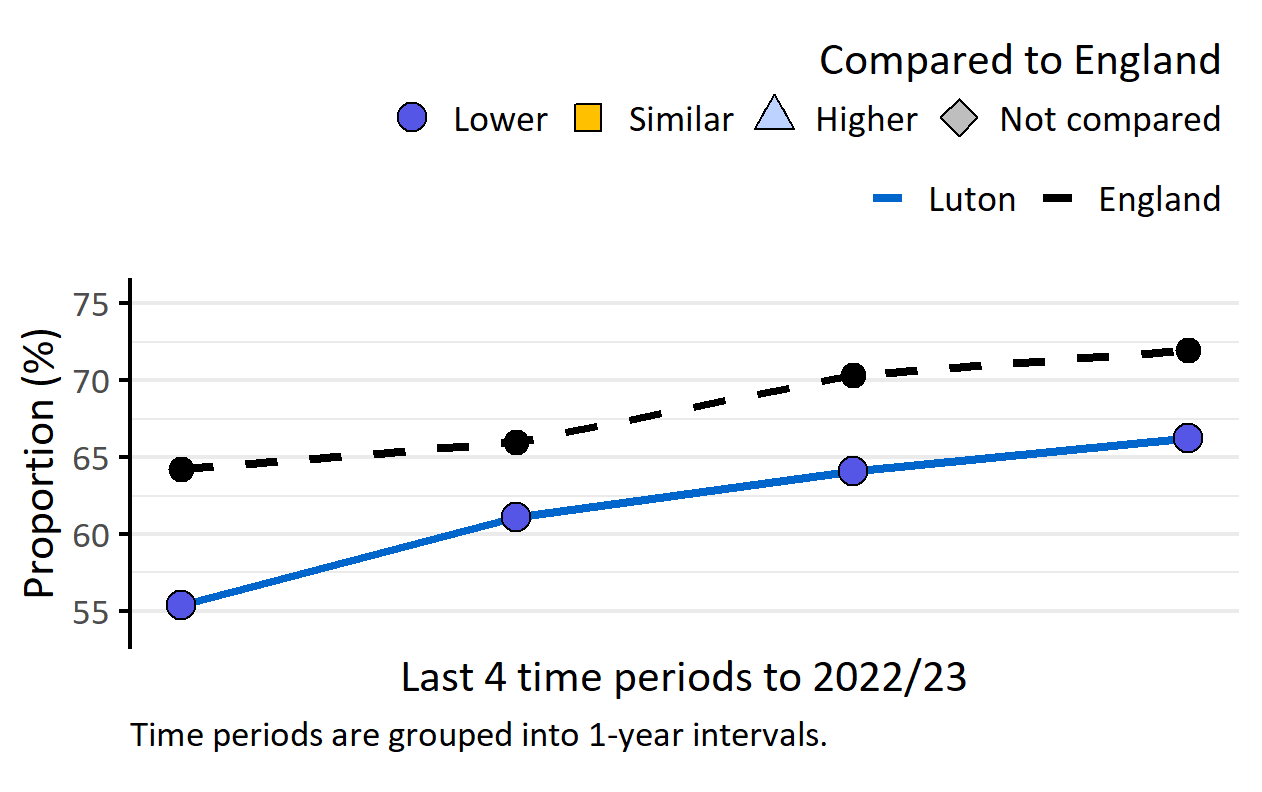 Compared to England
Lower Similar Higher Not compared
Luton England
75
70
65
60
55
Proportion (%)
Last 4 time periods to 2022/23
Time periods are grouped into 1-year intervals.